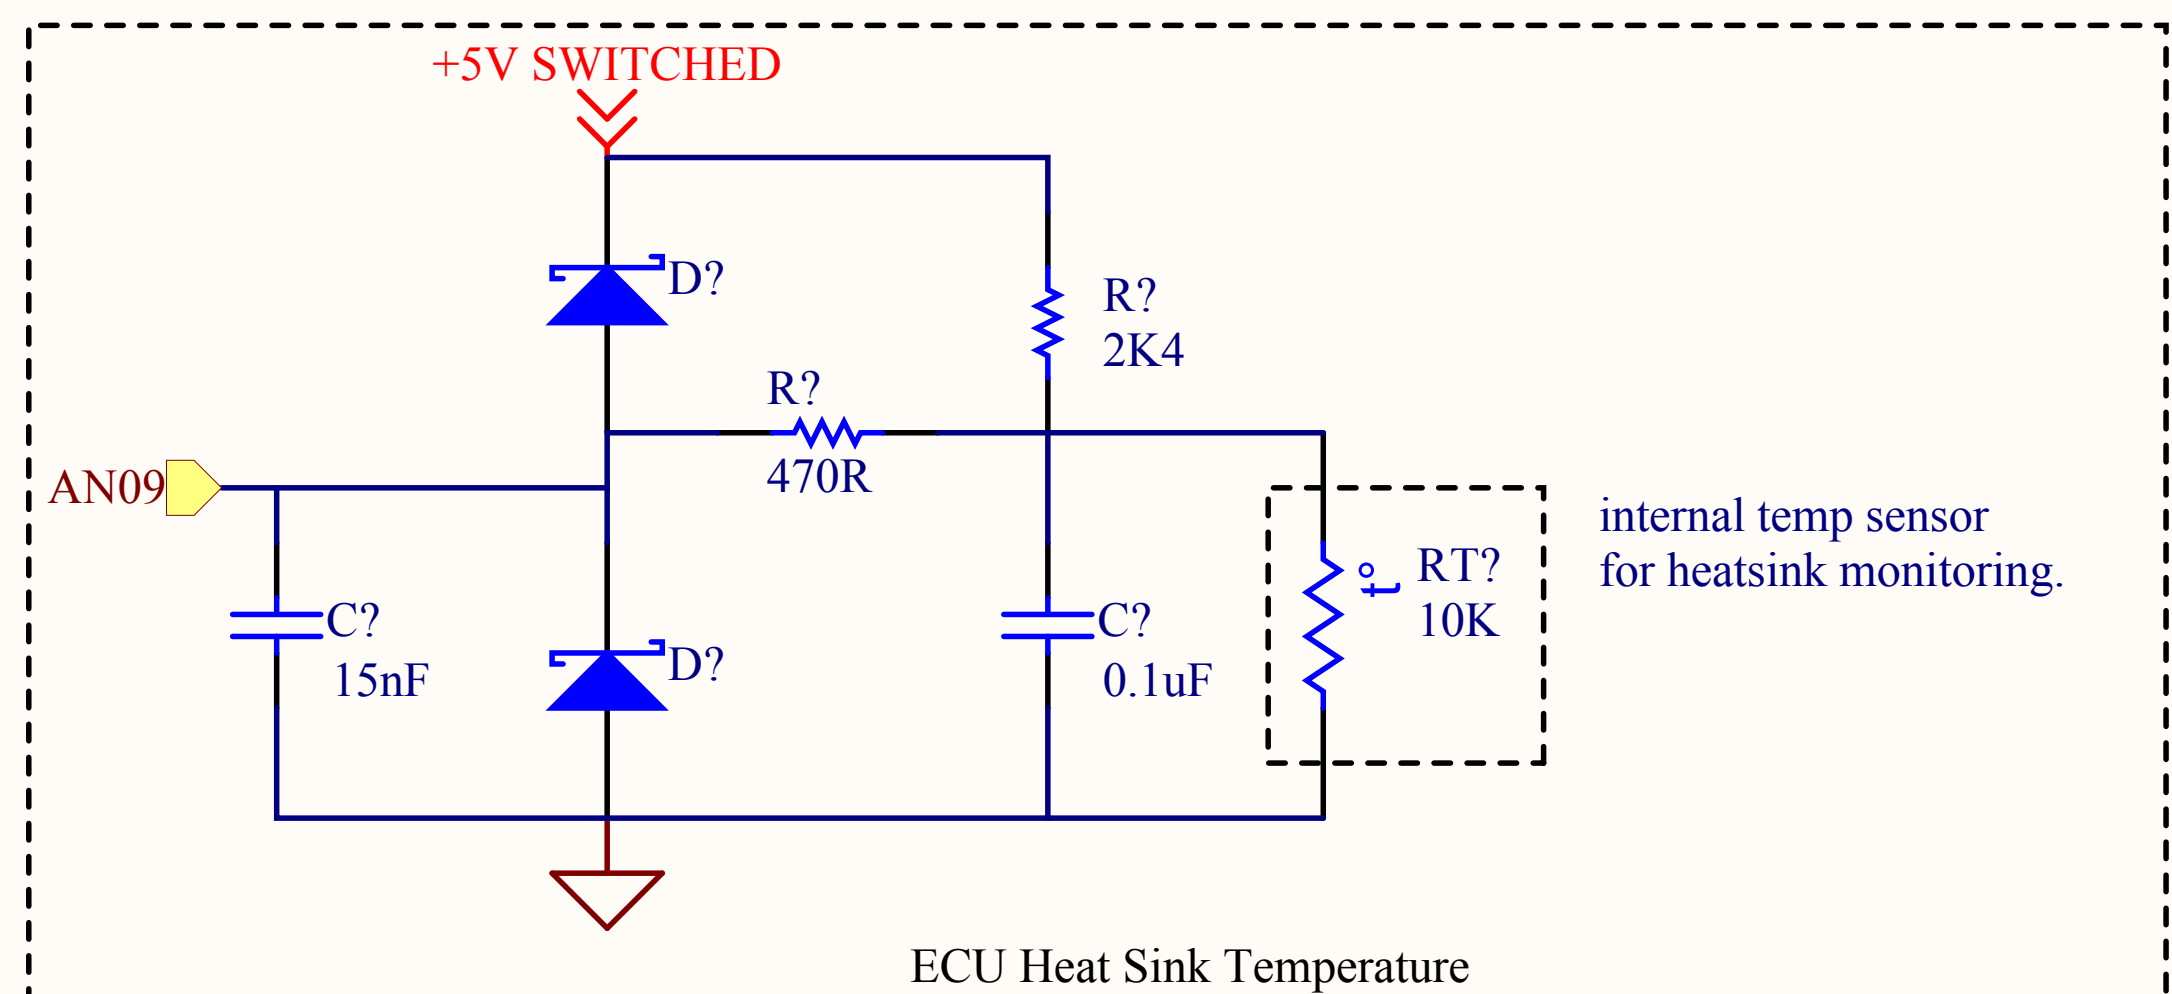 +5V SWITCHED
D?
R?
2K4
R?
470R
AN09
internal temp sensor
for heatsink monitoring.
t°
RT?
10K
C?
15nF
D?
C?
0.1uF
ECU Heat Sink Temperature